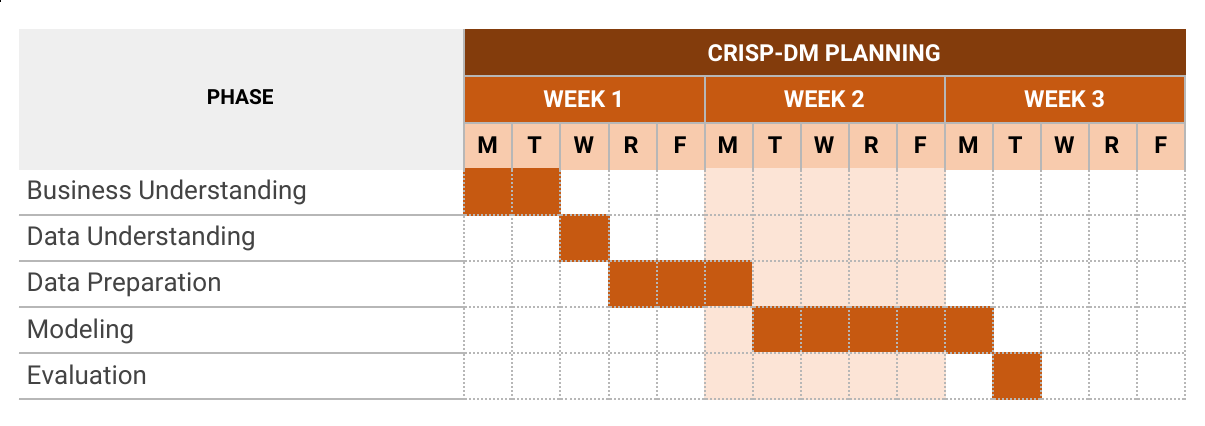 CRISP-DM PLANNING
PHASE
WEEK 1 WEEK 2 WEEK 3
M T W R F M T W R F M T W R F
Business Understanding
Data Understanding
Data Preparation
Modeling
Evaluation